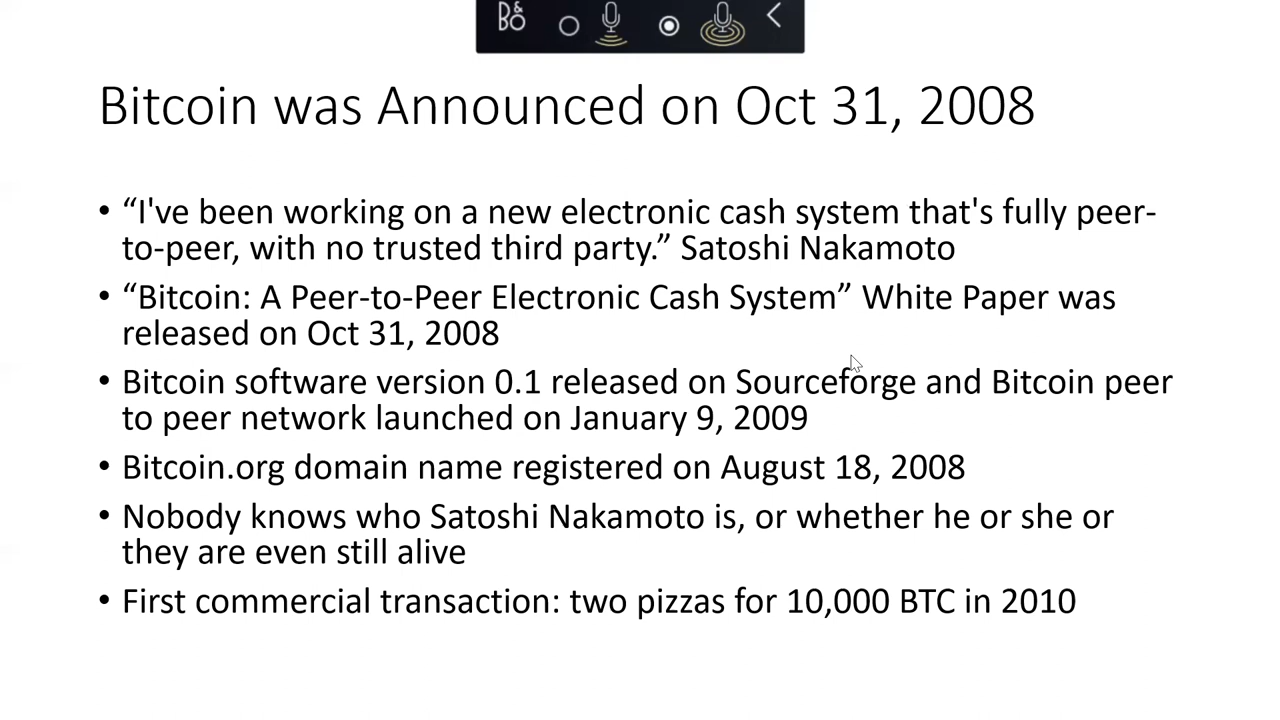 B&O
Bitcoin was Announced on Oct 31, 2008
• “I've been working on a new electronic cash system that's fully peer-
to-peer, with no trusted third party.” Satoshi Nakamoto
• “Bitcoin: A Peer-to-Peer Electronic Cash System” White Paper was
released on Oct 31, 2008
• Bitcoin software version 0.1 released on Sourceforge and Bitcoin peer
to peer network launched on January 9, 2009
• Bitcoin.org domain name registered on August 18, 2008
• Nobody knows who Satoshi Nakamoto is, or whether he or she or
they are even still alive
• First commercial transaction: two pizzas for 10,000 BTC in 2010